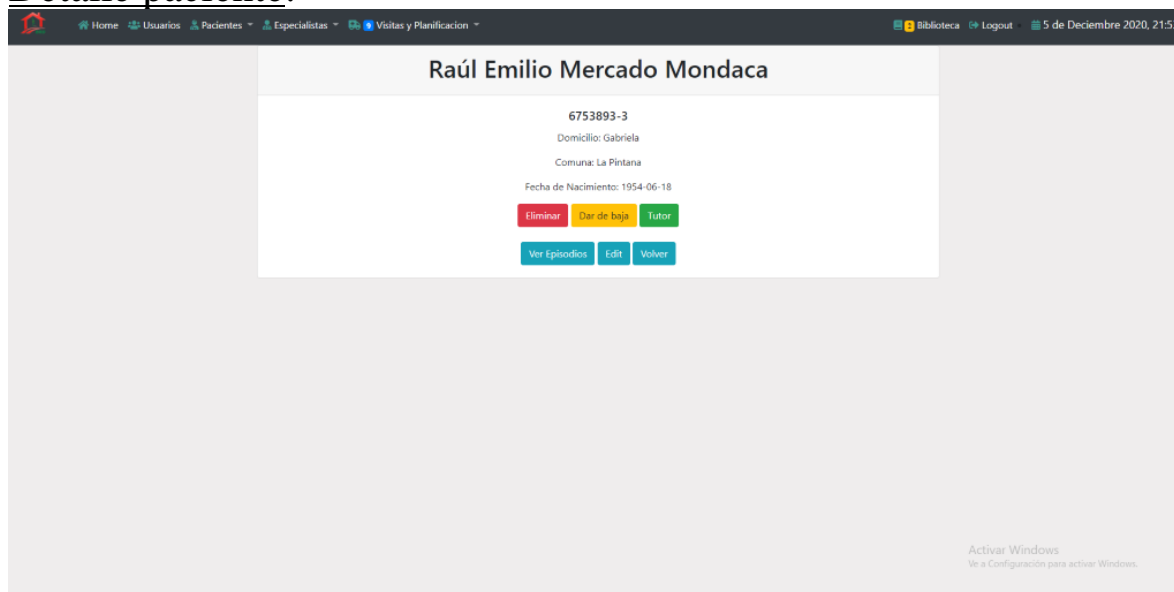 Detalle paciente:
Home Usuarios Pacientes Especialistas 9 Visitas y Planificacion Biblioteca Logout 5 de Deciembre 2020, 21:5
Raúl Emilio Mercado Mondaca
6753893-3
Domicilio: Gabriela
Comuna: La Pintana
Fecha de Nacimiento: 1954-06-18
Eliminar Dar de baja Tutor
Ver Episodios Edit Volver
Activar Windows
Ve a Configuración para activar Windows.